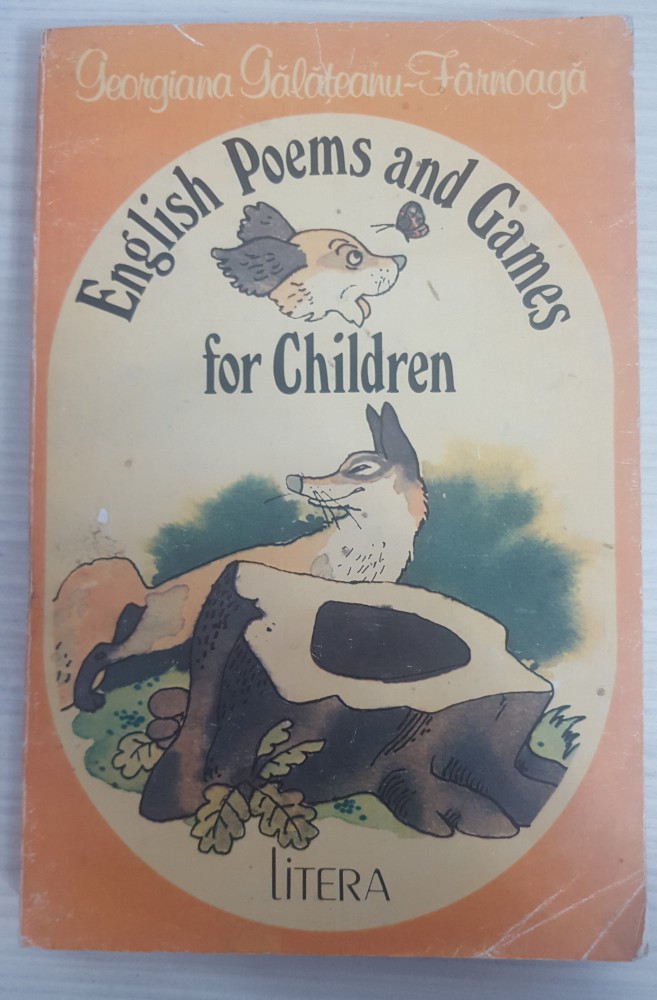 Georgiana Gălățeanu-Fârnoagă
English Poems and Games
for Children
LiTERA